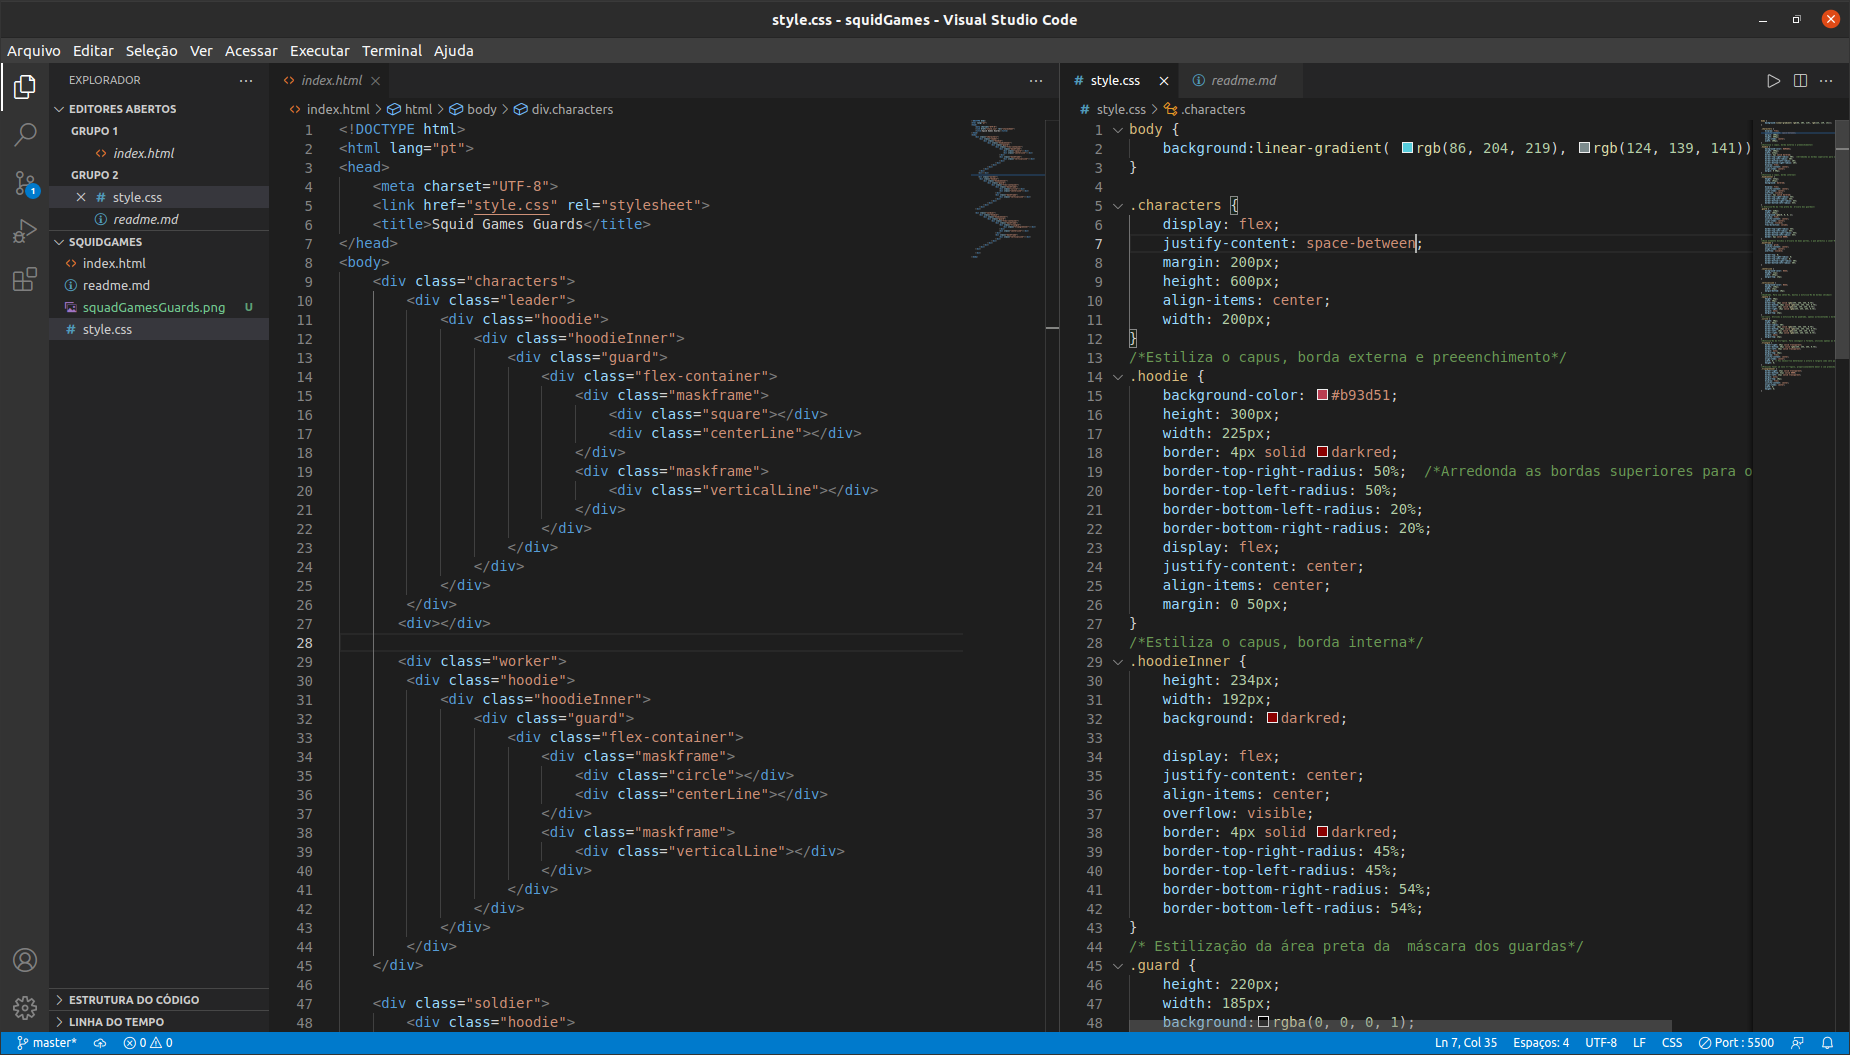 style.css - squidGames - Visual Studio Code
Arquivo Editar Seleção Ver Acessar Executar Terminal Ajuda
EXPLORADOR
EDITORES ABERTOS
GRUPO 1
index.html
GRUPO 2
style.css
readme.md
SQUIDGAMES
index.html
readme.md
squadGamesGuards.png U
style.css
ESTRUTURA DO CÓDIGO
LINHA DO TEMPO
1
index.html
index.html > html > body > div.characters
1 <!DOCTYPE html>
2 <html lang="pt">
3 <head>
4 <meta charset="UTF-8">
5 <link href="style.css" rel="stylesheet">
6 <title>Squid Games Guards</title>
7 </head>
8 <body>
9 <div class="characters">
10 <div class="leader">
11 <div class="hoodie">
12 <div class="hoodieInner">
13 <div class="guard">
14 <div class="flex-container">
15 <div class="maskframe">
16 <div class="square"></div>
17 <div class="centerLine"></div>
18 </div>
19 <div class="maskframe">
20 <div class="verticalLine"></div>
21 </div>
22 </div>
23 </div>
24 </div>
25 </div>
26 </div>
27 <div></div>
28
29 <div class="worker">
30 <div class="hoodie">
31 <div class="hoodieInner">
32 <div class="guard">
33 <div class="flex-container">
34 <div class="maskframe">
35 <div class="circle"></div>
36 <div class="centerLine"></div>
37 </div>
38 <div class="maskframe">
39 <div class="verticalLine"></div>
40 </div>
41 </div>
42 </div>
43 </div>
44 </div>
45 </div>
46
47 <div class="soldier">
48 <div class="hoodie">
style.css readme.md
style.css > .characters
1 body {
2 background:linear-gradient( rgb(86, 204, 219), rgb(124, 139, 141))
3 }
4
5 .characters {
6 display: flex;
7 justify-content: space-between;
8 margin: 200px;
9 height: 600px;
10 align-items: center;
11 width: 200px;
12 }
13 /*Estiliza o capus, borda externa e preeenchimento*/
14 .hoodie {
15 background-color: #b93d51;
16 height: 300px;
17 width: 225px;
18 border: 4px solid darkred;
19 border-top-right-radius: 50%; /*Arredonda as bordas superiores para o
20 border-top-left-radius: 50%;
21 border-bottom-left-radius: 20%;
22 border-bottom-right-radius: 20%;
23 display: flex;
24 justify-content: center;
25 align-items: center;
26 margin: 0 50px;
27 }
28 /*Estiliza o capus, borda interna*/
29 .hoodieInner {
30 height: 234px;
31 width: 192px;
32 background: darkred;
33
34 display: flex;
35 justify-content: center;
36 align-items: center;
37 overflow: visible;
38 border: 4px solid darkred;
39 border-top-right-radius: 45%;
40 border-top-left-radius: 45%;
41 border-bottom-right-radius: 54%;
42 border-bottom-left-radius: 54%;
43 }
44 /* Estilização da área preta da  máscara dos guardas*/
45 .guard {
46 height: 220px;
47 width: 185px;
48 background: rgba(0, 0, 0, 1);
master* 0 0 Ln 7, Col 35 Espaços: 4 UTF-8 LF CSS Port : 5500